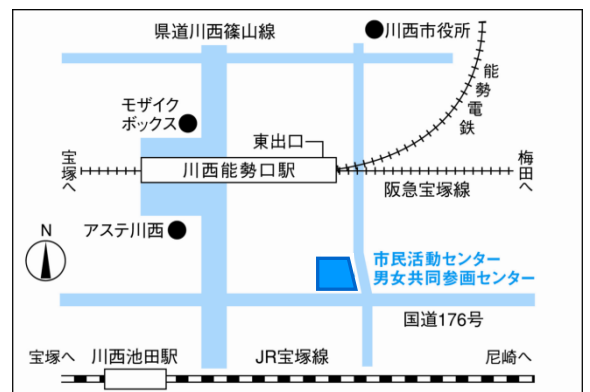 県道川西篠山線
川西市役所
能勢電鉄
モザイク
ボックス
東出口
宝塚へ
川西能勢口駅
梅田へ
阪急宝塚線
N
アステ川西
市民活動センター
男女共同参画センター
国道176号
宝塚へ
川西池田駅
JR宝塚線
尼崎へ